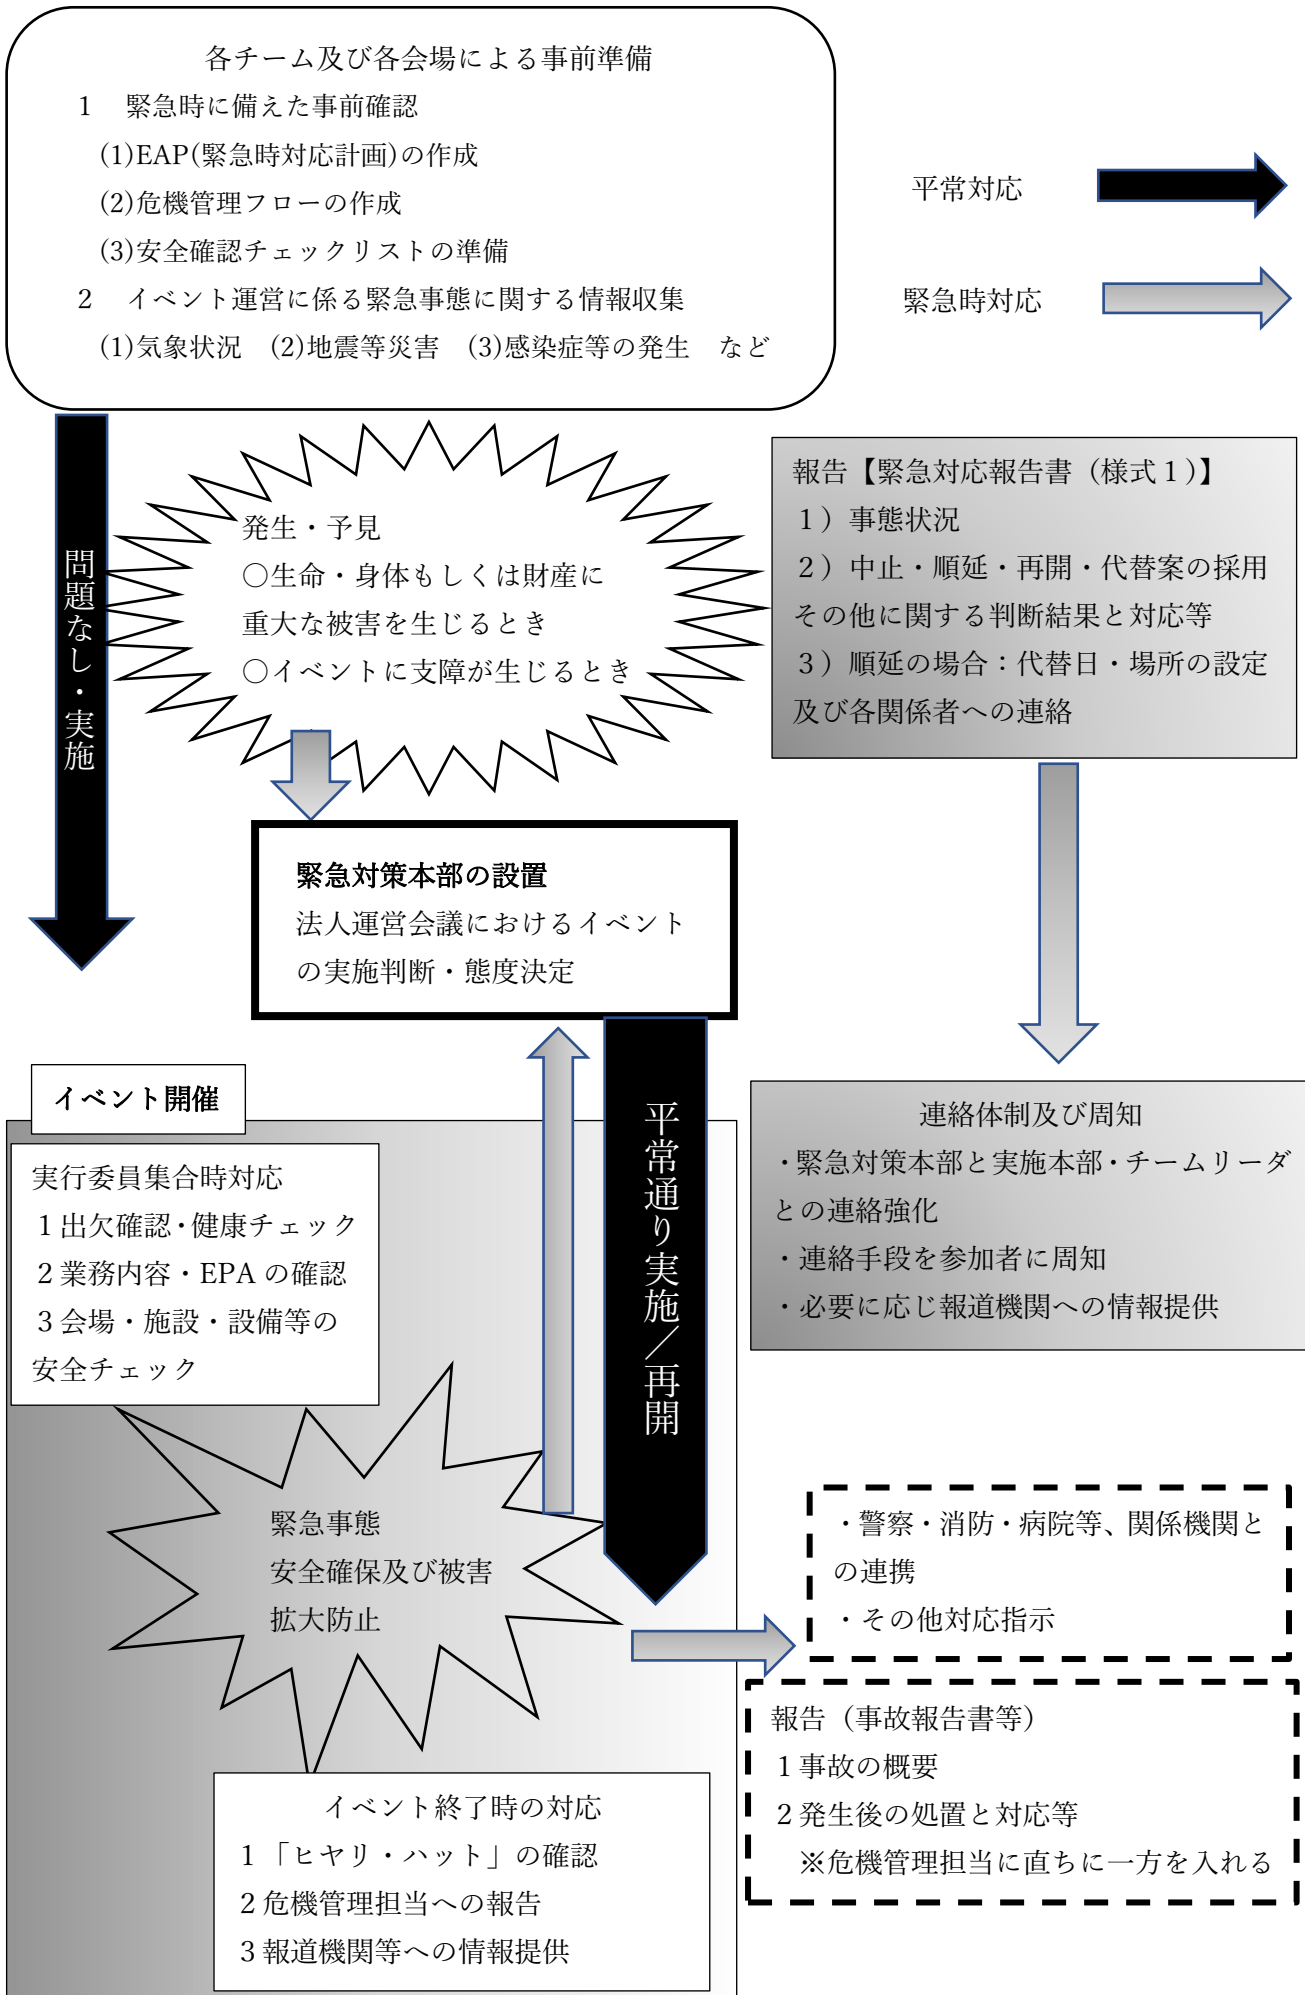 各チーム及び各会場による事前準備
1　緊急時に備えた事前確認
(1)EAP(緊急時対応計画)の作成
(2)危機管理フローの作成
(3)安全確認チェックリストの準備
2　イベント運営に係る緊急事態に関する情報収集
(1)気象状況　(2)地震等災害　(3)感染症等の発生　など
平常対応
緊急時対応
問題なし・実施
発生・予見
○生命・身体もしくは財産に
重大な被害を生じるとき
○イベントに支障が生じるとき
報告【緊急対応報告書（様式１）】
１）事態状況
２）中止・順延・再開・代替案の採用
その他に関する判断結果と対応等
３）順延の場合：代替日・場所の設定
及び各関係者への連絡
緊急対策本部の設置
法人運営会議におけるイベント
の実施判断・態度決定
平常通り実施／再開
連絡体制及び周知
・緊急対策本部と実施本部・チームリーダ
との連絡強化
・連絡手段を参加者に周知
・必要に応じ報道機関への情報提供
イベント開催
実行委員集合時対応
１出欠確認・健康チェック
２業務内容・EPA の確認
３会場・施設・設備等の
安全チェック
緊急事態
安全確保及び被害
拡大防止
・警察・消防・病院等、関係機関と
の連携
・その他対応指示
報告（事故報告書等）
１事故の概要
２発生後の処置と対応等
※危機管理担当に直ちに一方を入れる
イベント終了時の対応
１「ヒヤリ・ハット」の確認
２危機管理担当への報告
３報道機関等への情報提供